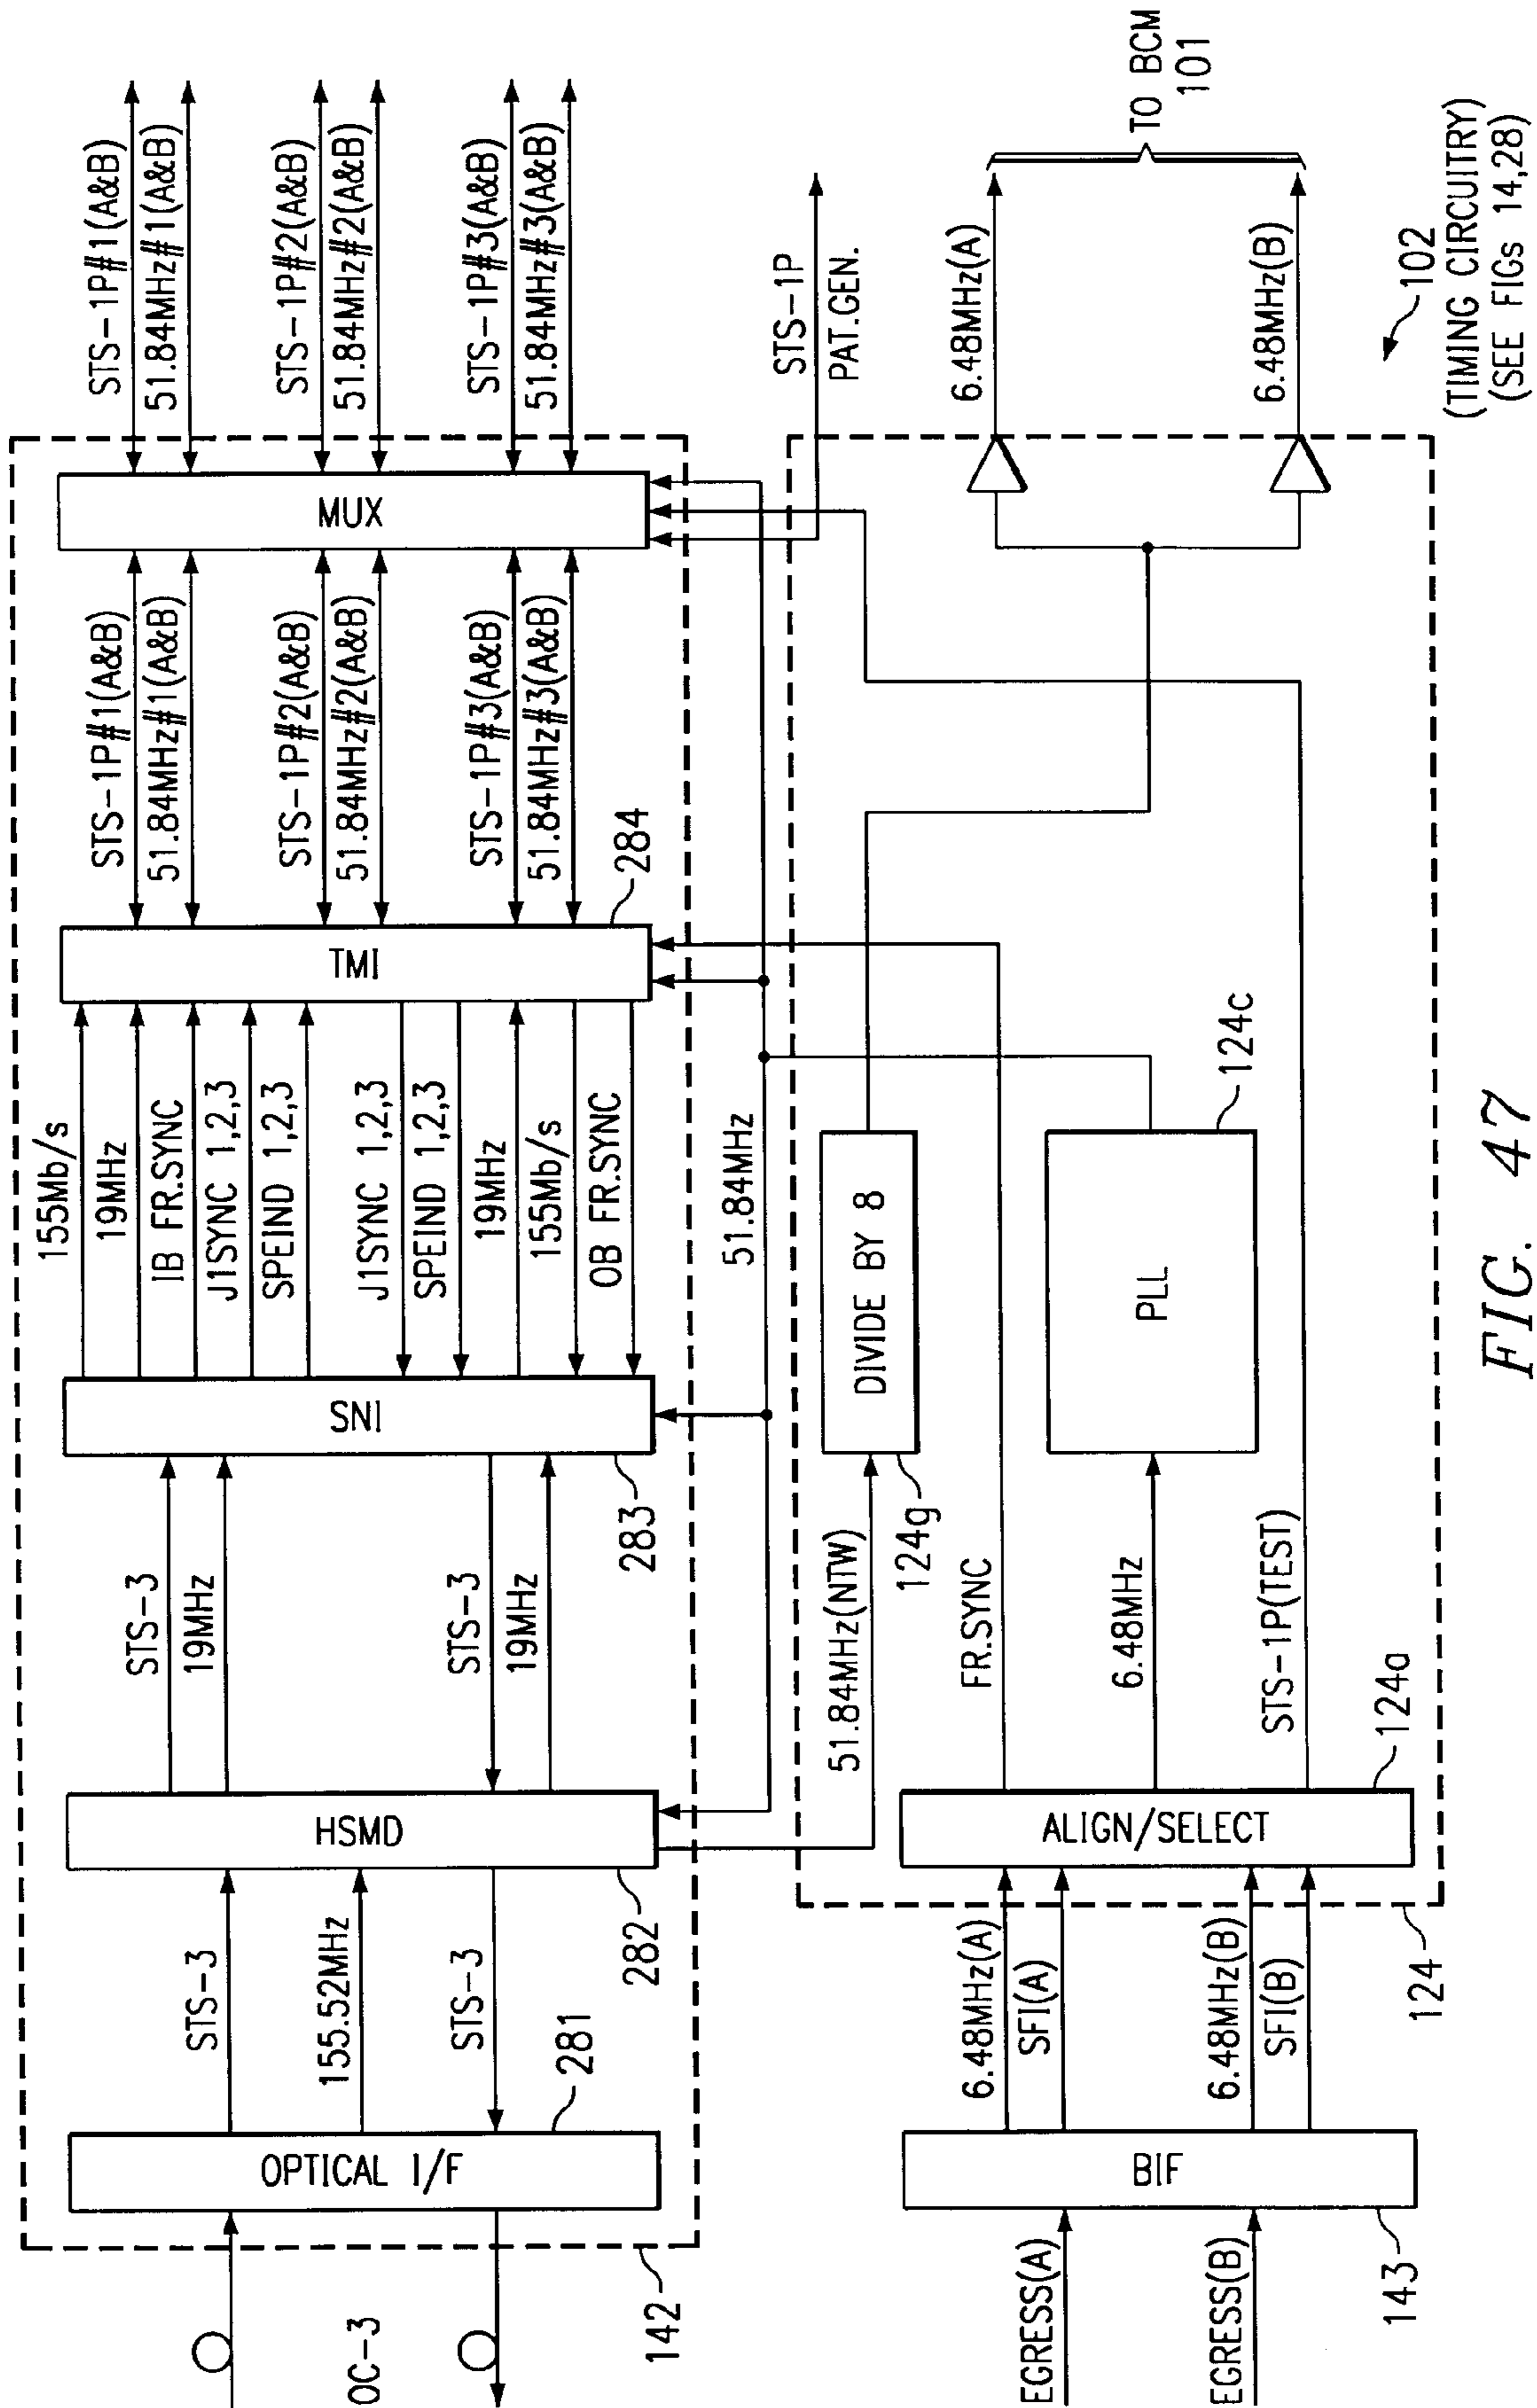 OC-3
142
OPTICAL I/F
281
STS-3
155.52MHz
STS-3
HSMD
282
STS-3
19MHz
STS-3
19MHz
SNI
283
155Mb/s
19MHz
IB FR.SYNC
J1SYNC 1,2,3
SPEIND 1,2,3
J1SYNC 1,2,3
SPEIND 1,2,3
19MHz
155Mb/s
OB FR.SYNC
51.84MHz
TMI
284
STS-1P#1(A&B)
51.84MHz#1(A&B)
STS-1P#2(A&B)
51.84MHz#2(A&B)
STS-1P#3(A&B)
51.84MHz#3(A&B)
MUX
STS-1P#1(A&B)
51.84MHz#1(A&B)
STS-1P#2(A&B)
51.84MHz#2(A&B)
STS-1P#3(A&B)
51.84MHz#3(A&B)
STS-1P
PAT.GEN.
EGRESS(A)
EGRESS(B)
BIF
143
6.48MHz(A)
SFI(A)
6.48MHz(B)
SFI(B)
124
ALIGN/SELECT
124a
51.84MHz(NTW)
124g
DIVIDE BY 8
FR.SYNC
6.48MHz
STS-1P(TEST)
PLL
124c
6.48MHz(A)
6.48MHz(B)
TO BCM
101
102
(TIMING CIRCUITRY)
(SEE FIGs 14,28)
FIG. 47